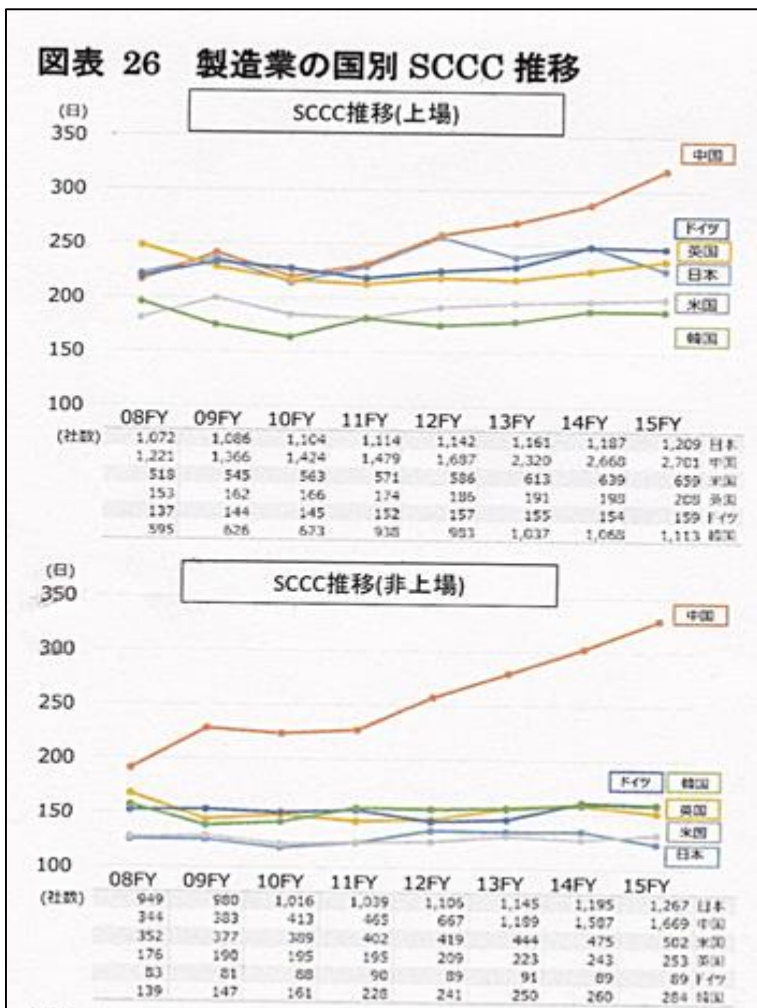 図表 26 製造業の国別 SCCC 推移
(日)
SCCC推移(上場)
350
300
250
200
150
100
中国
ドイツ
英国
日本
米国
韓国
08FY 09FY 10FY 11FY 12FY 13FY 14FY 15FY
(社数) 1,072 1,086 1,104 1,114 1,142 1,161 1,187 1,209 日本
1,221 1,366 1,424 1,479 1,687 2,320 2,668 2,701 中国
518 545 563 571 586 613 639 659 米国
153 162 166 174 186 191 198 208 英国
137 144 145 152 157 155 154 159 ドイツ
595 626 673 938 983 1,037 1,068 1,113 韓国
(日)
SCCC推移(非上場)
350
300
250
200
150
100
中国
ドイツ 韓国
英国
米国
日本
08FY 09FY 10FY 11FY 12FY 13FY 14FY 15FY
(社数) 949 980 1,016 1,039 1,106 1,145 1,195 1,267 日本
344 383 413 465 667 1,189 1,587 1,669 中国
352 377 389 402 419 444 475 502 米国
176 190 195 195 209 223 243 253 英国
83 81 88 90 89 91 89 89 ドイツ
139 147 161 228 241 250 260 284 韓国